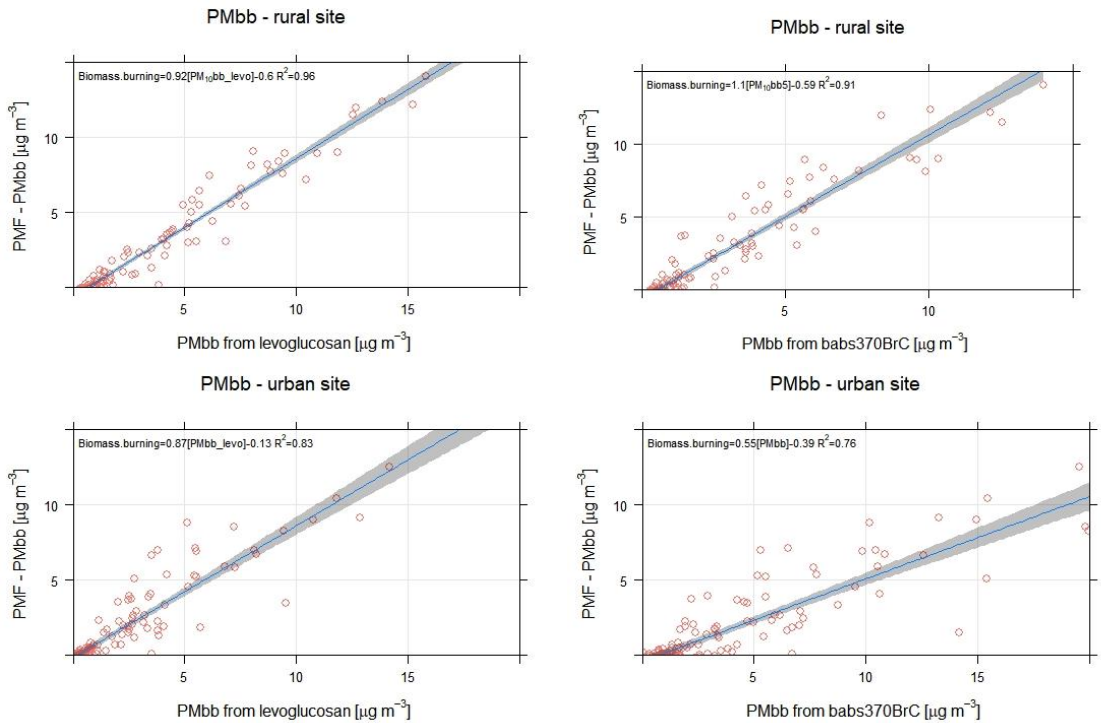 PMbb - rural site
Biomass.burning=0.92[PM₁₀bb_levo]-0.6 R²=0.96
PMF - PMbb [μg m⁻³]
10
5
5
10
15
PMbb from levoglucosan [μg m⁻³]
PMbb - rural site
Biomass.burning=1.1[PM₁₀bb5]-0.59 R²=0.91
PMF - PMbb [μg m⁻³]
10
5
5
10
PMbb from babs370BrC [μg m⁻³]
PMbb - urban site
Biomass.burning=0.87[PMbb_levo]-0.13 R²=0.83
PMF - PMbb [μg m⁻³]
10
5
5
10
15
PMbb from levoglucosan [μg m⁻³]
PMbb - urban site
Biomass.burning=0.55[PMbb]-0.39 R²=0.76
PMF - PMbb [μg m⁻³]
10
5
5
10
15
PMbb from babs370BrC [μg m⁻³]